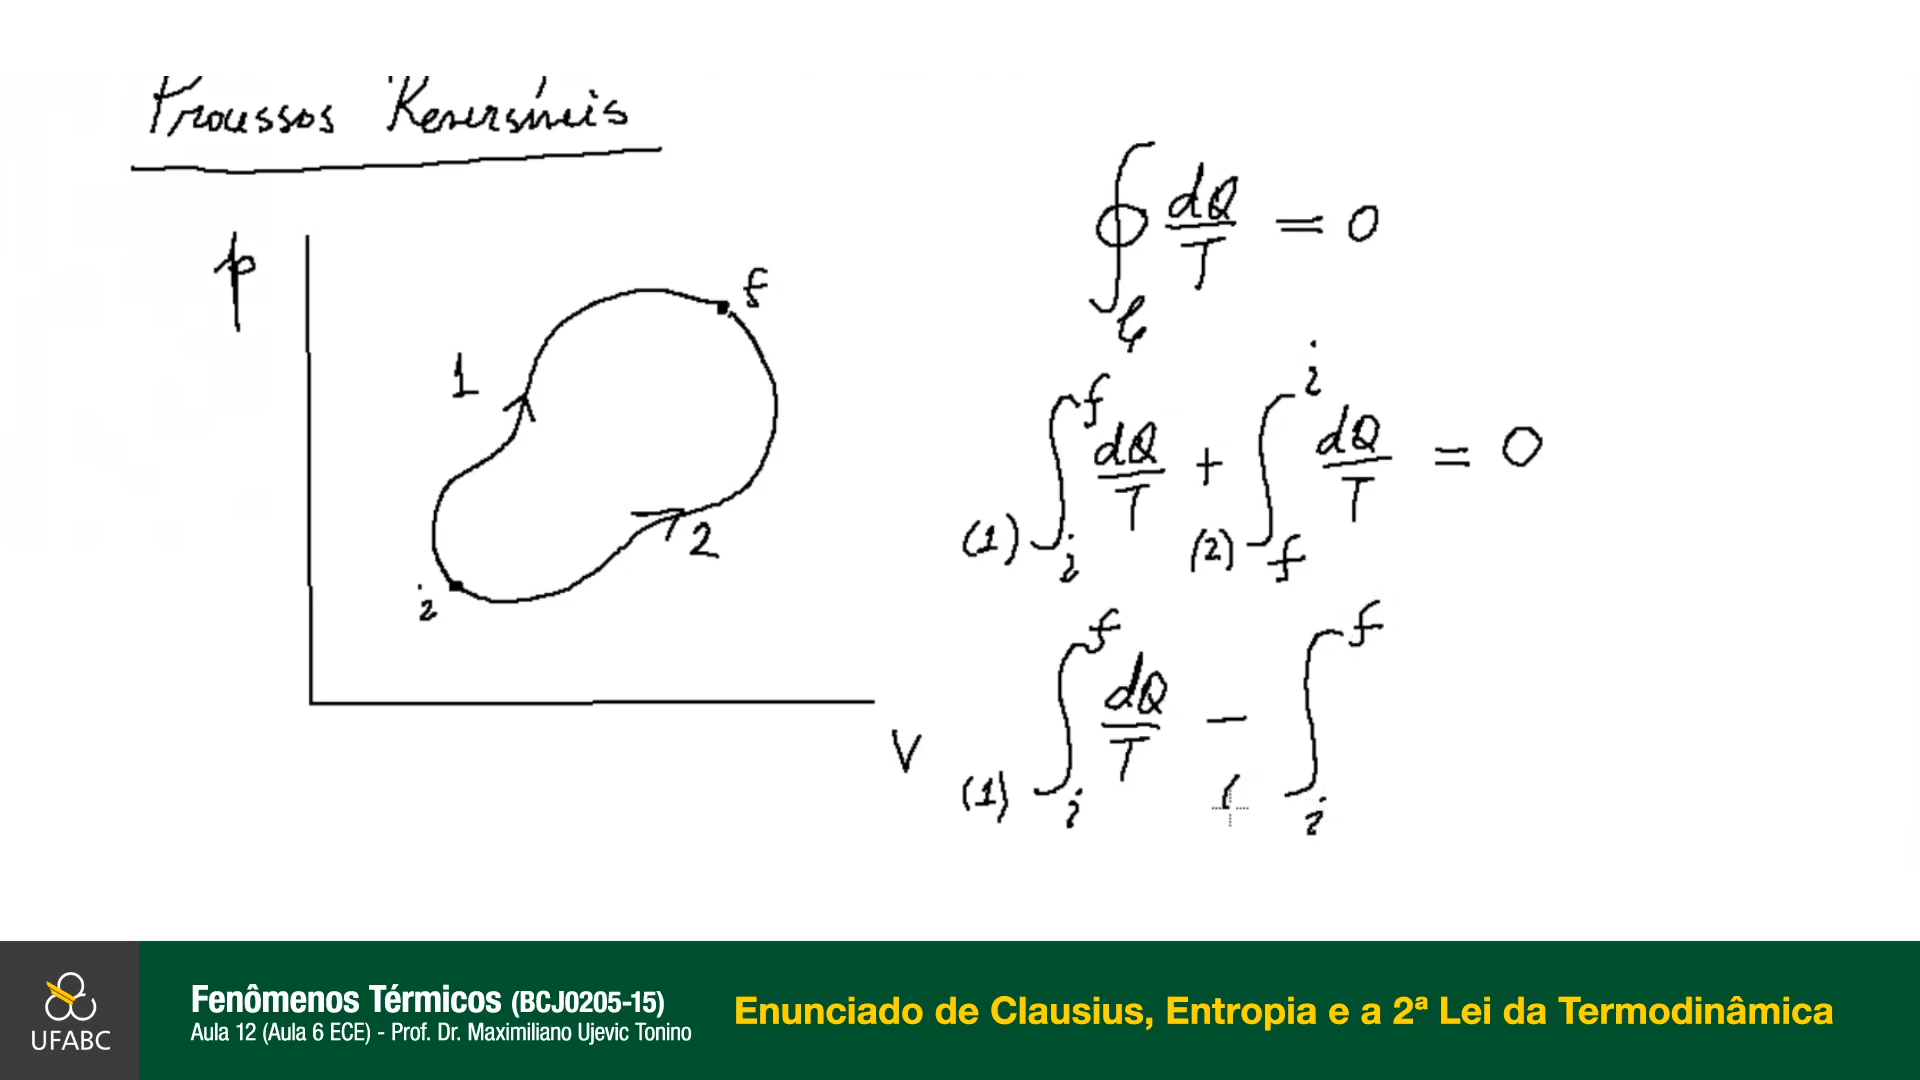 Processos Reversíveis
p
f
1
2
i
V
∮_C dQ/T = 0
(1) ∫_i^f dQ/T + (2) ∫_f^i dQ/T = 0
(1) ∫_i^f dQ/T − ( ∫_i^f
UFABC
Fenômenos Térmicos (BCJ0205-15)
Aula 12 (Aula 6 ECE) - Prof. Dr. Maximiliano Ujevic Tonino
Enunciado de Clausius, Entropia e a 2ª Lei da Termodinâmica